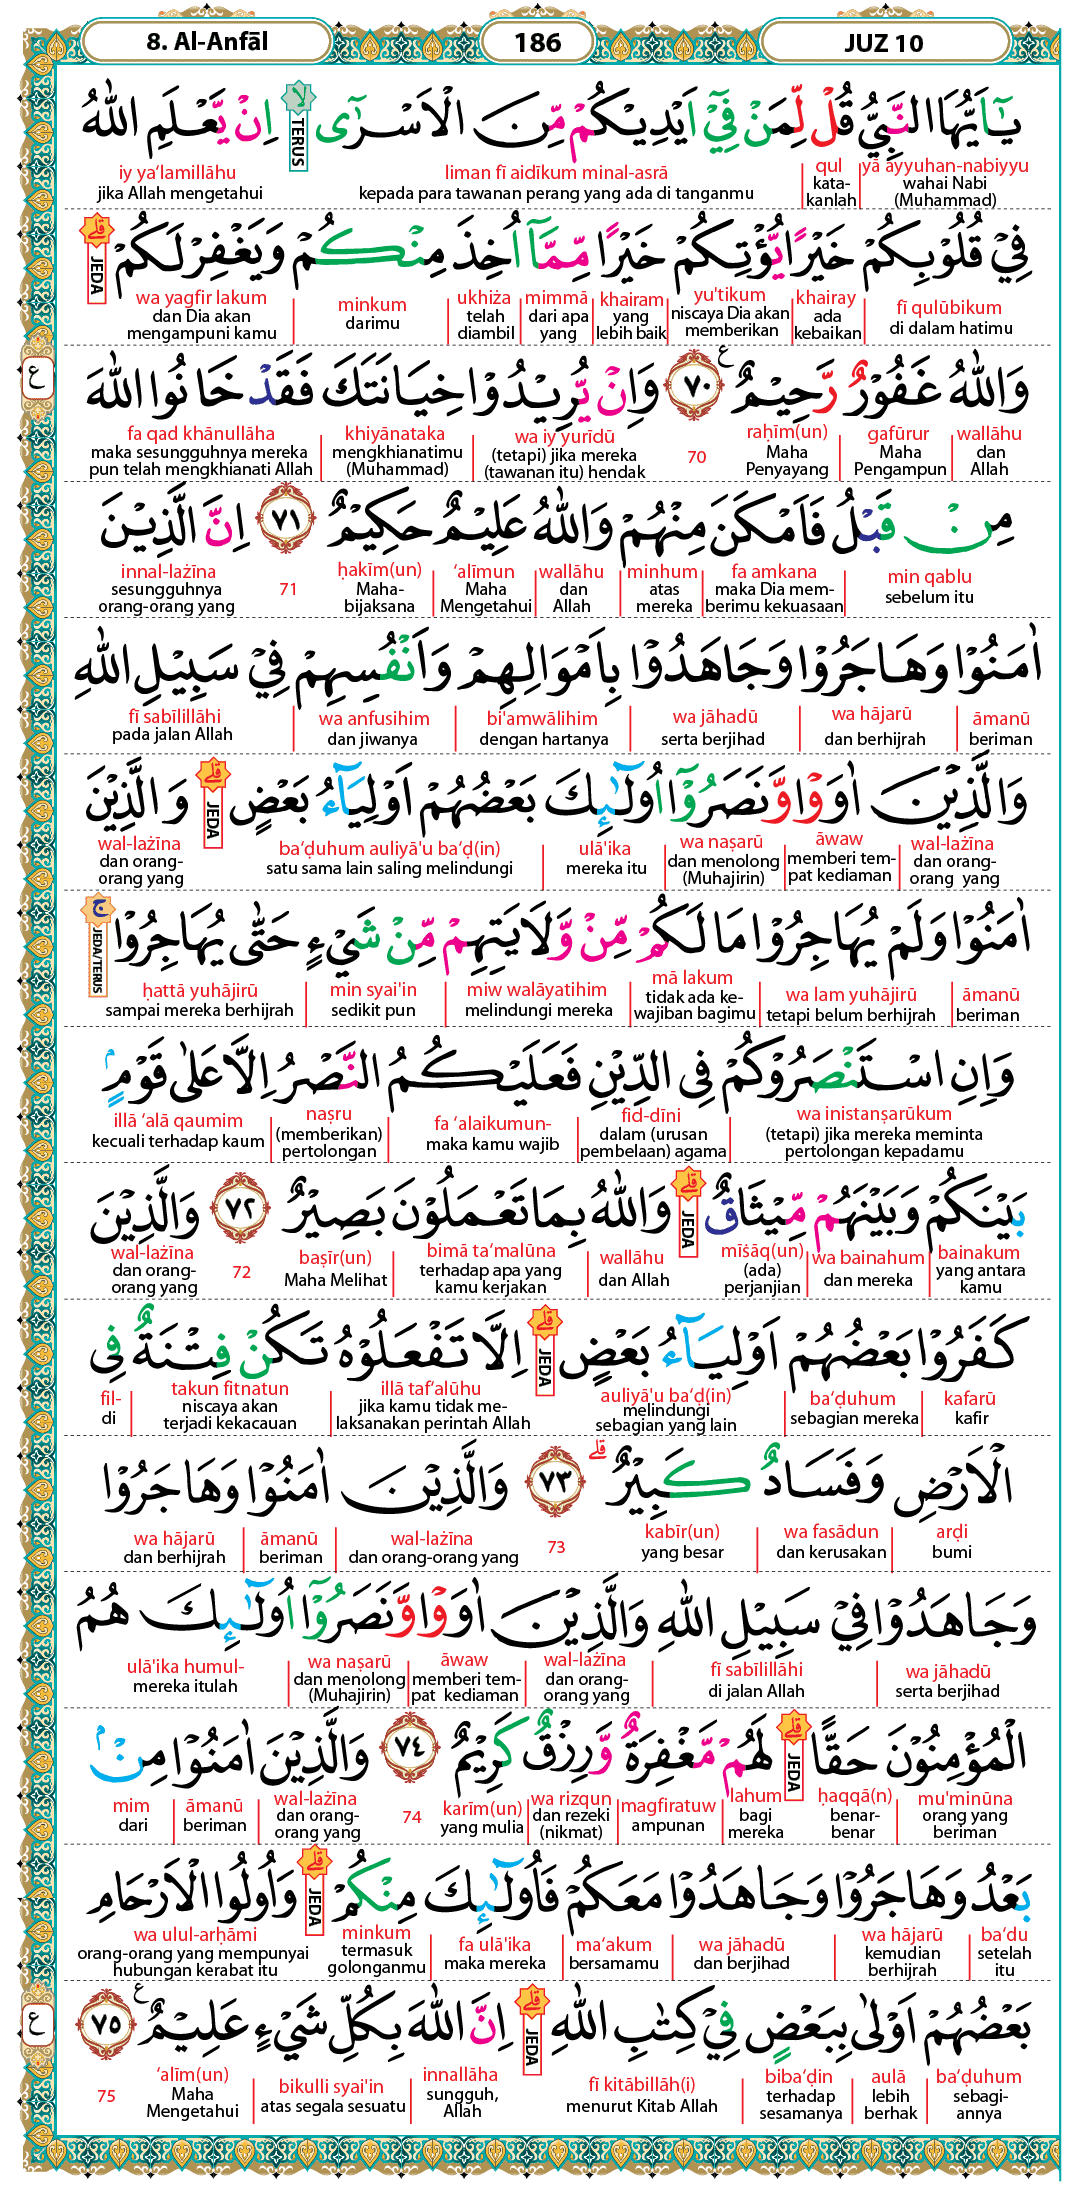 8. Al-Anfāl
186
JUZ 10
يٰٓاَيُّهَا النَّبِيُّ قُلْ لِّمَنْ فِيْٓ اَيْدِيْكُمْ مِّنَ الْاَسْرٰٓىۙ اِنْ يَّعْلَمِ اللّٰهُ
TERUS
yā ayyuhan-nabiyyu
wahai Nabi
(Muhammad)
qul
kata-
kanlah
liman fī aidīkum minal-asrā
kepada para tawanan perang yang ada di tanganmu
iy ya‘lamillāhu
jika Allah mengetahui
فِيْ قُلُوْبِكُمْ خَيْرًا يُّؤْتِكُمْ خَيْرًا مِّمَّآ اُخِذَ مِنْكُمْ وَيَغْفِرْ لَكُمْۗ
JEDA
fī qulūbikum
di dalam hatimu
khairay
ada
kebaikan
yu'tikum
niscaya Dia akan
memberikan
khairam
yang
lebih baik
mimmā
dari apa
yang
ukhiża
telah
diambil
minkum
darimu
wa yagfir lakum
dan Dia akan
mengampuni kamu
ع
وَاللّٰهُ غَفُوْرٌ رَّحِيْمٌ ٧٠ وَاِنْ يُّرِيْدُوْا خِيَانَتَكَ فَقَدْ خَانُوا اللّٰهَ
wallāhu
dan
Allah
gafūrur
Maha
Pengampun
raḥīm(un)
Maha
Penyayang
70
wa iy yurīdū
(tetapi) jika mereka
(tawanan itu) hendak
khiyānataka
mengkhianatimu
(Muhammad)
fa qad khānullāha
maka sesungguhnya mereka
pun telah mengkhianati Allah
مِنْ قَبْلُ فَاَمْكَنَ مِنْهُمْ وَاللّٰهُ عَلِيْمٌ حَكِيْمٌ ٧١ اِنَّ الَّذِيْنَ
min qablu
sebelum itu
fa amkana
maka Dia mem-
berimu kekuasaan
minhum
atas
mereka
wallāhu
dan
Allah
‘alīmun
Maha
Mengetahui
ḥakīm(un)
Maha-
bijaksana
71
innal-lażīna
sesungguhnya
orang-orang yang
اٰمَنُوْا وَهَاجَرُوْا وَجَاهَدُوْا بِاَمْوَالِهِمْ وَاَنْفُسِهِمْ فِيْ سَبِيْلِ اللّٰهِ
āmanū
beriman
wa hājarū
dan berhijrah
wa jāhadū
serta berjihad
bi'amwālihim
dengan hartanya
wa anfusihim
dan jiwanya
fī sabīlillāhi
pada jalan Allah
وَالَّذِيْنَ اٰوَوْا وَّنَصَرُوْٓا اُولٰۤىِٕكَ بَعْضُهُمْ اَوْلِيَاۤءُ بَعْضٍۗ وَالَّذِيْنَ
JEDA
wal-lażīna
dan orang-
orang yang
āwaw
memberi tem-
pat kediaman
wa naṣarū
dan menolong
(Muhajirin)
ulā'ika
mereka itu
ba‘ḍuhum auliyā'u ba‘ḍ(in)
satu sama lain saling melindungi
wal-lażīna
dan orang-
orang yang
اٰمَنُوْا وَلَمْ يُهَاجِرُوْا مَا لَكُمْ مِّنْ وَّلَايَتِهِمْ مِّنْ شَيْءٍ حَتّٰى يُهَاجِرُوْاۚ
JEDA/TERUS
āmanū
beriman
wa lam yuhājirū
tetapi belum berhijrah
mā lakum
tidak ada ke-
wajiban bagimu
miw walāyatihim
melindungi mereka
min syai'in
sedikit pun
ḥattā yuhājirū
sampai mereka berhijrah
وَاِنِ اسْتَنْصَرُوْكُمْ فِى الدِّيْنِ فَعَلَيْكُمُ النَّصْرُ اِلَّا عَلٰى قَوْمٍۢ
wa inistanṣarūkum
(tetapi) jika mereka meminta
pertolongan kepadamu
fid-dīni
dalam (urusan
pembelaan) agama
fa ‘alaikumun-
maka kamu wajib
naṣru
(memberikan)
pertolongan
illā ‘alā qaumim
kecuali terhadap kaum
بَيْنَكُمْ وَبَيْنَهُمْ مِّيْثَاقٌۗ وَاللّٰهُ بِمَا تَعْمَلُوْنَ بَصِيْرٌ ٧٢ وَالَّذِيْنَ
JEDA
bainakum
yang antara
kamu
wa bainahum
dan mereka
mīṡāq(un)
(ada)
perjanjian
wallāhu
dan Allah
bimā ta‘malūna
terhadap apa yang
kamu kerjakan
baṣīr(un)
Maha Melihat
72
wal-lażīna
dan orang-
orang yang
كَفَرُوْا بَعْضُهُمْ اَوْلِيَاۤءُ بَعْضٍۗ اِلَّا تَفْعَلُوْهُ تَكُنْ فِتْنَةٌ فِى
JEDA
kafarū
kafir
ba‘ḍuhum
sebagian mereka
auliyā'u ba‘ḍ(in)
melindungi
sebagian yang lain
illā taf‘alūhu
jika kamu tidak me-
laksanakan perintah Allah
takun fitnatun
niscaya akan
terjadi kekacauan
fil-
di
الْاَرْضِ وَفَسَادٌ كَبِيْرٌۗ ٧٣ وَالَّذِيْنَ اٰمَنُوْا وَهَاجَرُوْا
arḍi
bumi
wa fasādun
dan kerusakan
kabīr(un)
yang besar
73
wal-lażīna
dan orang-orang yang
āmanū
beriman
wa hājarū
dan berhijrah
وَجَاهَدُوْا فِيْ سَبِيْلِ اللّٰهِ وَالَّذِيْنَ اٰوَوْا وَّنَصَرُوْٓا اُولٰۤىِٕكَ هُمُ
wa jāhadū
serta berjihad
fī sabīlillāhi
di jalan Allah
wal-lażīna
dan orang-
orang yang
āwaw
memberi tem-
pat kediaman
wa naṣarū
dan menolong
(Muhajirin)
ulā'ika humul-
mereka itulah
الْمُؤْمِنُوْنَ حَقًّاۗ لَهُمْ مَّغْفِرَةٌ وَّرِزْقٌ كَرِيْمٌ ٧٤ وَالَّذِيْنَ اٰمَنُوْا مِنْۢ
JEDA
mu'minūna
orang yang
beriman
ḥaqqā(n)
benar-
benar
lahum
bagi
mereka
magfiratuw
ampunan
wa rizqun
dan rezeki
(nikmat)
karīm(un)
yang mulia
74
wal-lażīna
dan orang-
orang yang
āmanū
beriman
mim
dari
بَعْدُ وَهَاجَرُوْا وَجَاهَدُوْا مَعَكُمْ فَاُولٰۤىِٕكَ مِنْكُمْۗ وَاُولُوا الْاَرْحَامِ
JEDA
ba‘du
setelah
itu
wa hājarū
kemudian
berhijrah
wa jāhadū
dan berjihad
ma‘akum
bersamamu
fa ulā'ika
maka mereka
minkum
termasuk
golonganmu
wa ulul-arḥāmi
orang-orang yang mempunyai
hubungan kerabat itu
بَعْضُهُمْ اَوْلٰى بِبَعْضٍ فِيْ كِتٰبِ اللّٰهِۗ اِنَّ اللّٰهَ بِكُلِّ شَيْءٍ عَلِيْمٌ ٧٥
JEDA
ع
ba‘ḍuhum
sebagi-
annya
aulā
lebih
berhak
biba‘ḍin
terhadap
sesamanya
fī kitābillāh(i)
menurut Kitab Allah
innallāha
sungguh,
Allah
bikulli syai'in
atas segala sesuatu
‘alīm(un)
Maha
Mengetahui
75